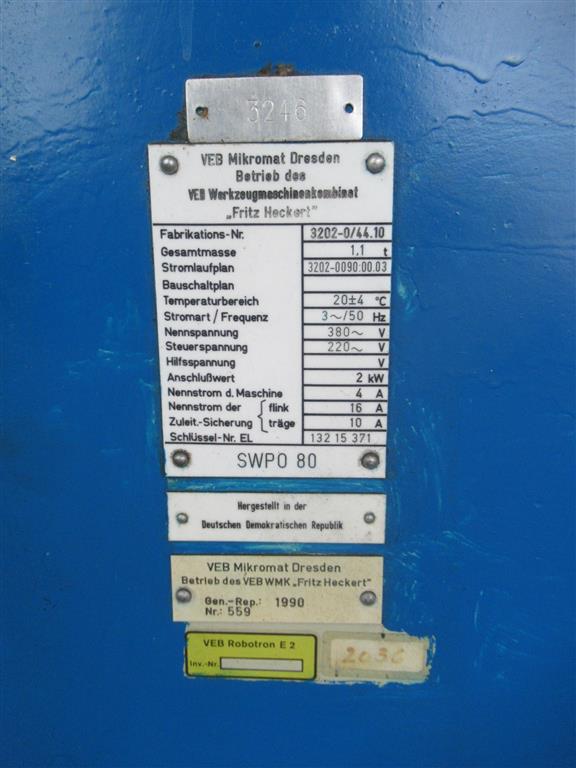 3246
VEB Mikromat Dresden
Betrieb des
VEB Werkzeugmaschinenkombinat
„Fritz Heckert"
Fabrikations-Nr. 3202-0/44.10
Gesamtmasse 1,1 t
Stromlaufplan 3202-0090:00.03
Bauschaltplan
Temperaturbereich 20±4 °C
Stromart/Frequenz 3~/50 Hz
Nennspannung 380~ V
Steuerspannung 220~ V
Hilfsspannung V
Anschlußwert 2 kW
Nennstrom d. Maschine 4 A
Nennstrom der { flink 16 A
Zuleit.-Sicherung { träge 10 A
Schlüssel-Nr. EL 132 15 371
SWPO 80
Hergestellt in der
Deutschen Demokratischen Republik
VEB Mikromat Dresden
Betrieb des VEB WMK „Fritz Heckert"
Gen.-Rep.: 1990
Nr.: 559
VEB Robotron E 2
Inv.-Nr.
2036